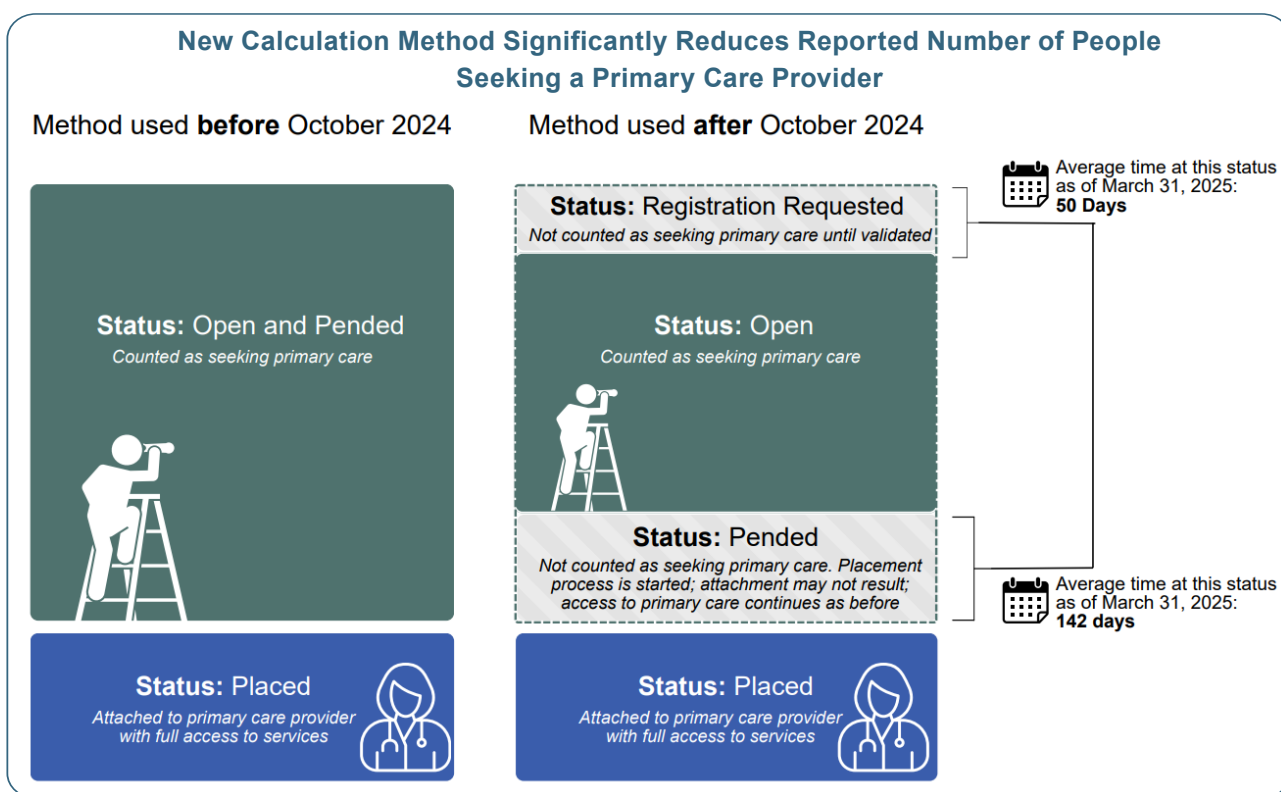 New Calculation Method Significantly Reduces Reported Number of People
Seeking a Primary Care Provider
Method used before October 2024
Status: Open and Pended
Counted as seeking primary care
Status: Placed
Attached to primary care provider
with full access to services
Method used after October 2024
Status: Registration Requested
Not counted as seeking primary care until validated
Status: Open
Counted as seeking primary care
Status: Pended
Not counted as seeking primary care. Placement
process is started; attachment may not result;
access to primary care continues as before
Status: Placed
Attached to primary care provider
with full access to services
Average time at this status
as of March 31, 2025:
50 Days
Average time at this status
as of March 31, 2025:
142 days